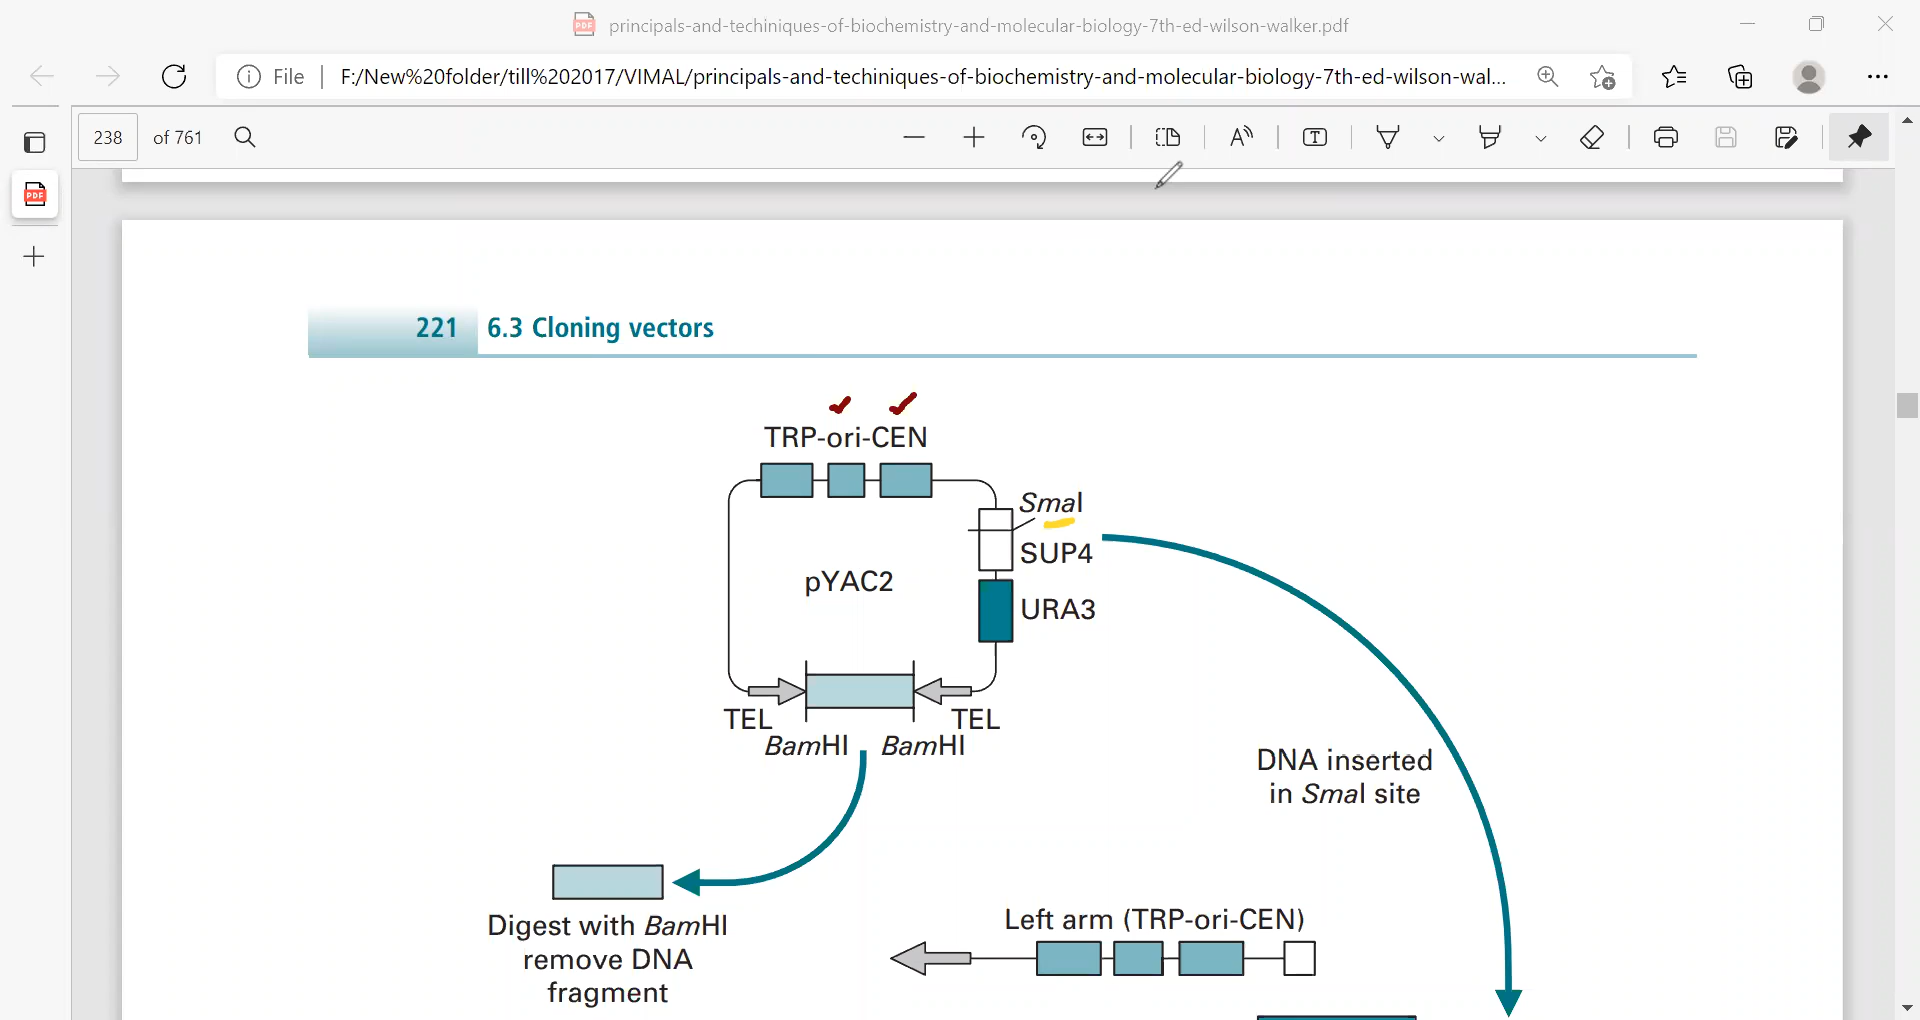 principals-and-techiniques-of-biochemistry-and-molecular-biology-7th-ed-wilson-walker.pdf
File
F:/New%20folder/till%202017/VIMAL/principals-and-techiniques-of-biochemistry-and-molecular-biology-7th-ed-wilson-wal...
238 of 761
221 6.3 Cloning vectors
TRP-ori-CEN
SmaI
SUP4
pYAC2
URA3
TEL TEL
BamHI BamHI
DNA inserted
in SmaI site
Digest with BamHI
remove DNA
fragment
Left arm (TRP-ori-CEN)